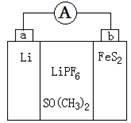 A
a b
Li FeS₂
LiPF₆
SO(CH₃)₂